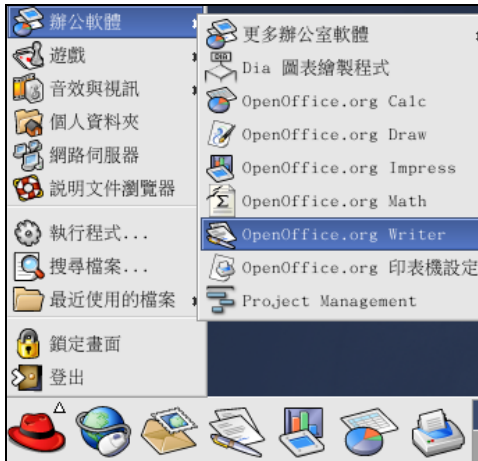 辦公軟體
遊戲
音效與視訊
個人資料夾
網路伺服器
說明文件瀏覽器
執行程式...
搜尋檔案...
最近使用的檔案
鎖定畫面
登出
更多辦公室軟體
Dia 圖表繪製程式
OpenOffice.org Calc
OpenOffice.org Draw
OpenOffice.org Impress
OpenOffice.org Math
OpenOffice.org Writer
OpenOffice.org 印表機設定
Project Management